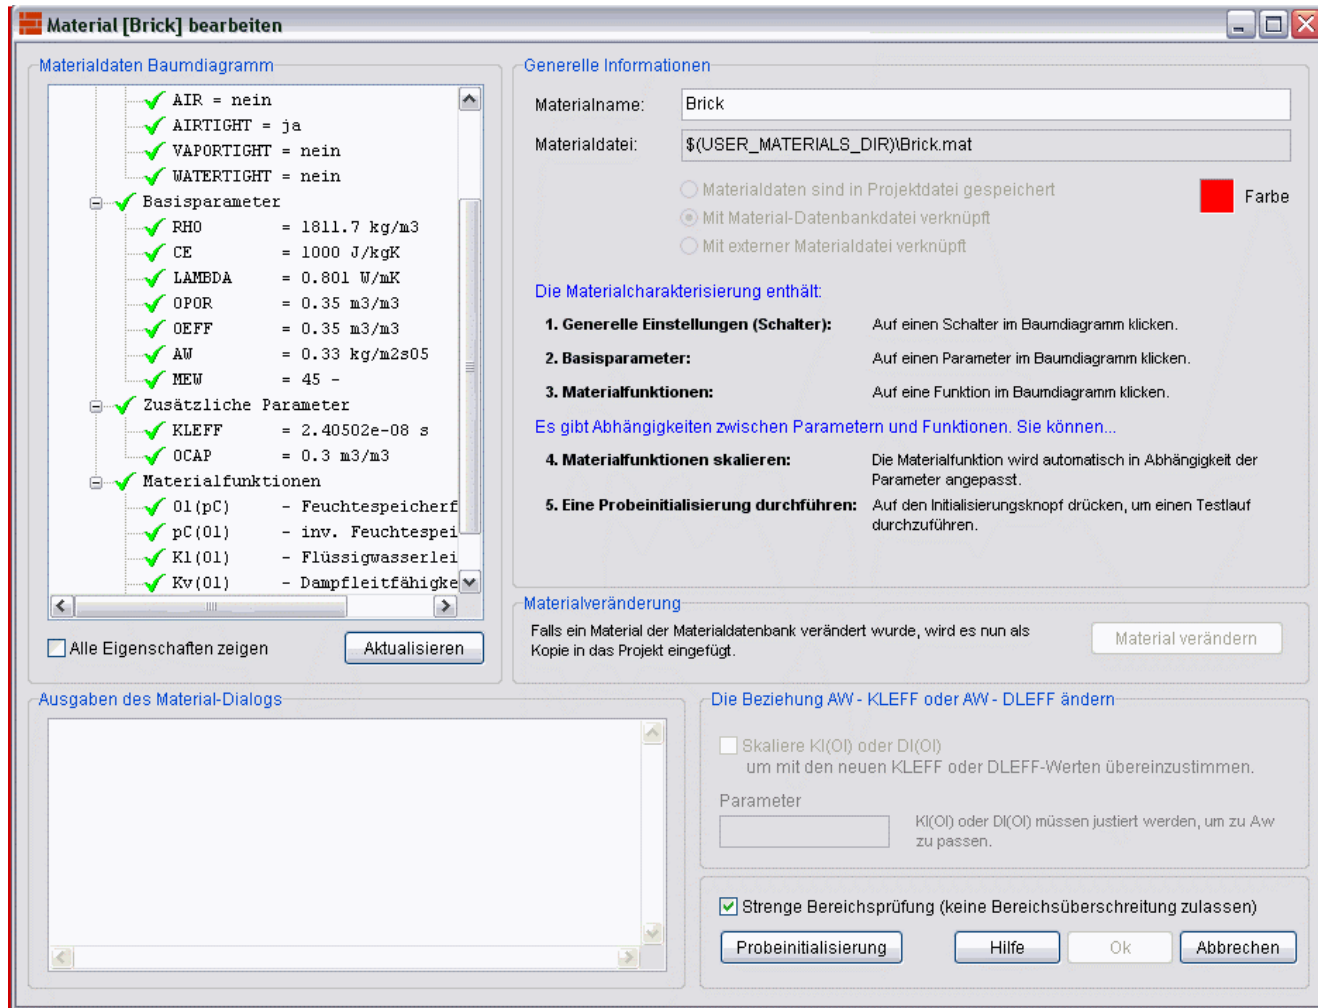 Material [Brick] bearbeiten
Materialdaten Baumdiagramm
AIR = nein
AIRTIGHT = ja
VAPORTIGHT = nein
WATERTIGHT = nein
Basisparameter
RHO = 1811.7 kg/m3
CE = 1000 J/kgK
LAMBDA = 0.801 W/mK
OPOR = 0.35 m3/m3
OEFF = 0.35 m3/m3
AW = 0.33 kg/m2s05
MEW = 45 -
Zusätzliche Parameter
KLEFF = 2.40502e-08 s
OCAP = 0.3 m3/m3
Materialfunktionen
Ol(pC) - Feuchtespeicherf
pC(Ol) - inv. Feuchtespei
Kl(Ol) - Flüssigwasserlei
Kv(Ol) - Dampfleitfähigke
Alle Eigenschaften zeigen
Aktualisieren
Generelle Informationen
Materialname: Brick
Materialdatei: $(USER_MATERIALS_DIR)\Brick.mat
Materialdaten sind in Projektdatei gespeichert
Mit Material-Datenbankdatei verknüpft
Mit externer Materialdatei verknüpft
Farbe
Die Materialcharakterisierung enthält:
1. Generelle Einstellungen (Schalter): Auf einen Schalter im Baumdiagramm klicken.
2. Basisparameter: Auf einen Parameter im Baumdiagramm klicken.
3. Materialfunktionen: Auf eine Funktion im Baumdiagramm klicken.
Es gibt Abhängigkeiten zwischen Parametern und Funktionen. Sie können...
4. Materialfunktionen skalieren: Die Materialfunktion wird automatisch in Abhängigkeit der
Parameter angepasst.
5. Eine Probeinitialisierung durchführen: Auf den Initialisierungsknopf drücken, um einen Testlauf
durchzuführen.
Materialveränderung
Falls ein Material der Materialdatenbank verändert wurde, wird es nun als
Kopie in das Projekt eingefügt.
Material verändern
Ausgaben des Material-Dialogs
Die Beziehung AW - KLEFF oder AW - DLEFF ändern
Skaliere Kl(Ol) oder Dl(Ol)
um mit den neuen KLEFF oder DLEFF-Werten übereinzustimmen.
Parameter
Kl(Ol) oder Dl(Ol) müssen justiert werden, um zu Aw
zu passen.
Strenge Bereichsprüfung (keine Bereichsüberschreitung zulassen)
Probeinitialisierung
Hilfe
Ok
Abbrechen